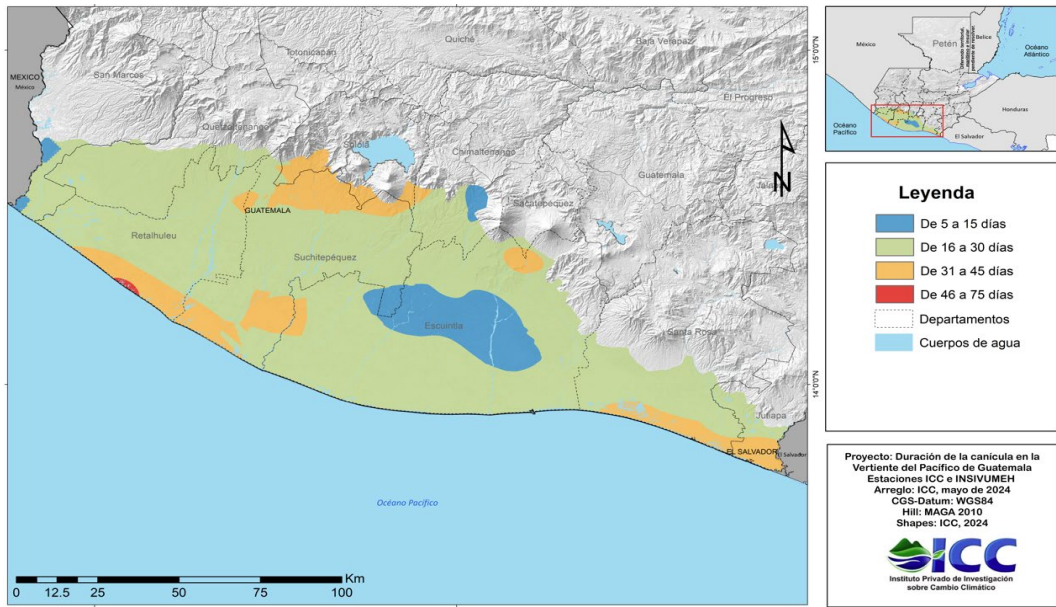 MEXICO
México
San Marcos
Totonicapán
Quiché
Baja Verapaz
El Progreso
Quetzaltenango
Sololá
Chimaltenango
Guatemala
Sacatepéquez
GUATEMALA
Retalhuleu
Suchitepéquez
Escuintla
Santa Rosa
Jutiapa
EL SALVADOR
El Salvador
Océano Pacífico
0 12.5 25 50 75 100 Km
15°0'0"N
14°0'0"N
N
México
Petén
Belice
Océano
Atlántico
Honduras
Océano
Pacífico
El Salvador
Leyenda
De 5 a 15 días
De 16 a 30 días
De 31 a 45 días
De 46 a 75 días
Departamentos
Cuerpos de agua
Proyecto: Duración de la canícula en la
Vertiente del Pacífico de Guatemala
Estaciones ICC e INSIVUMEH
Arreglo: ICC, mayo de 2024
CGS-Datum: WGS84
Hill: MAGA 2010
Shapes: ICC, 2024
ICC
Instituto Privado de Investigación
sobre Cambio Climático